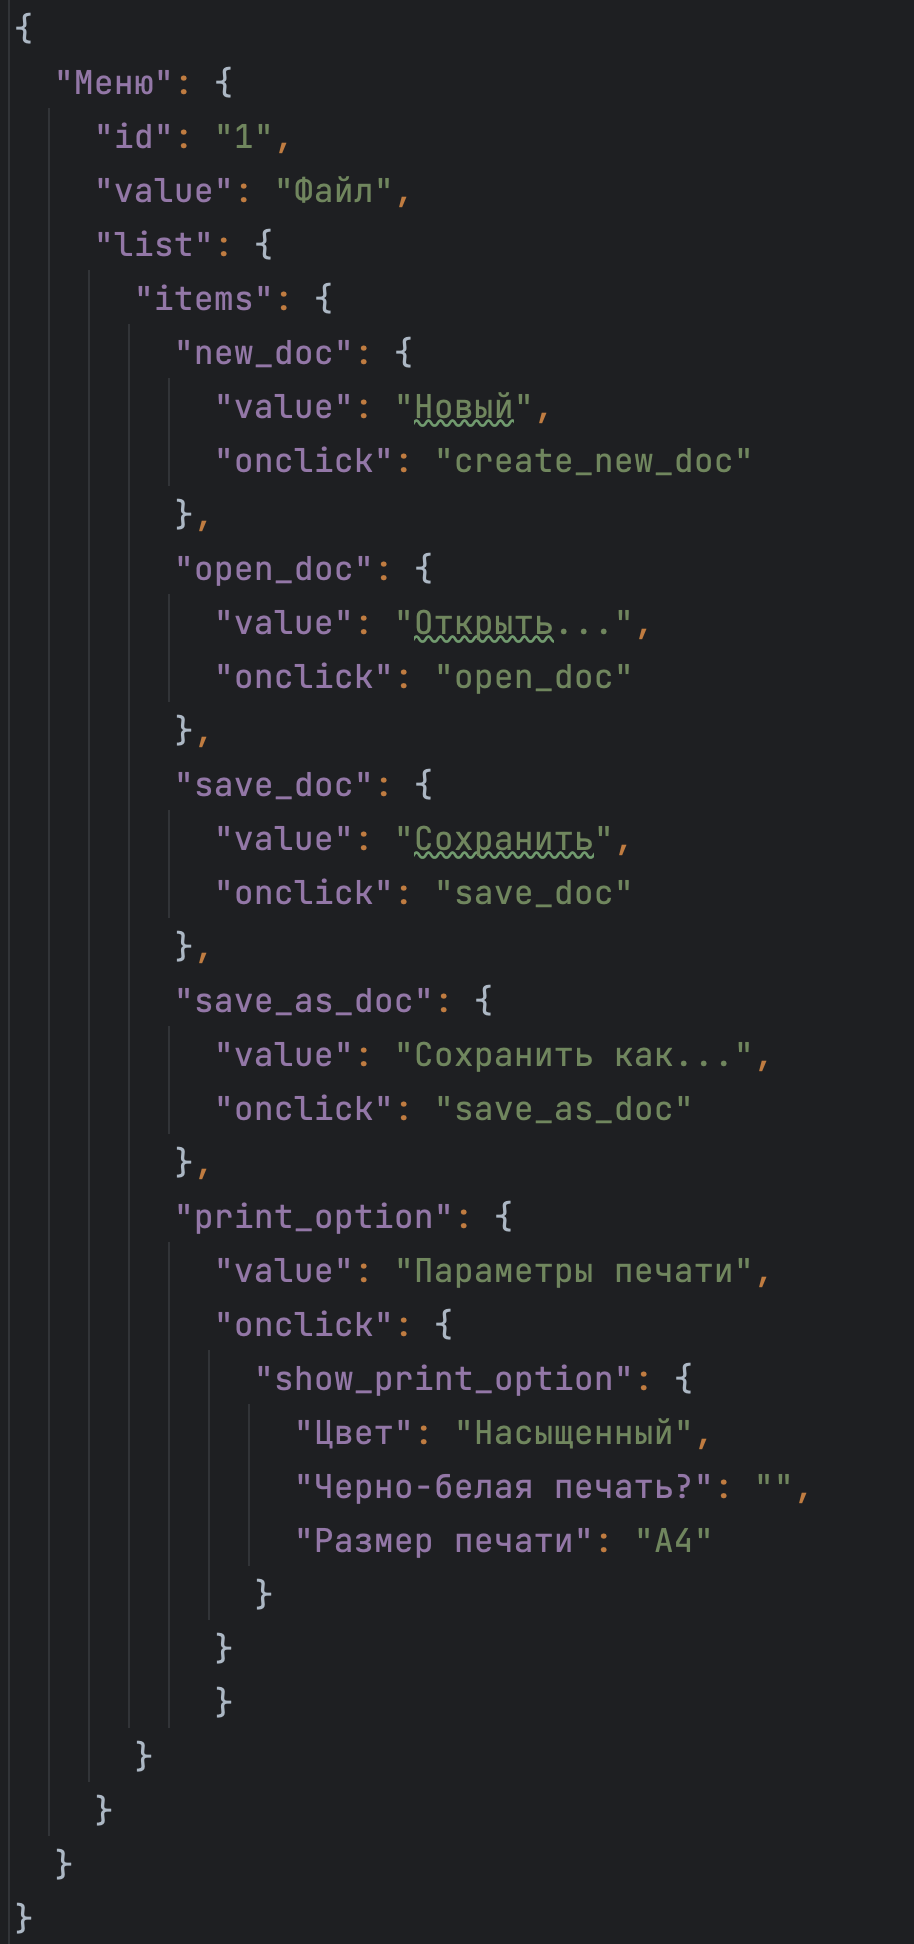 {
  "Меню": {
    "id": "1",
    "value": "Файл",
    "list": {
      "items": {
        "new_doc": {
          "value": "Новый",
          "onclick": "create_new_doc"
        },
        "open_doc": {
          "value": "Открыть...",
          "onclick": "open_doc"
        },
        "save_doc": {
          "value": "Сохранить",
          "onclick": "save_doc"
        },
        "save_as_doc": {
          "value": "Сохранить как...",
          "onclick": "save_as_doc"
        },
        "print_option": {
          "value": "Параметры печати",
          "onclick": {
            "show_print_option": {
              "Цвет": "Насыщенный",
              "Черно-белая печать?": "",
              "Размер печати": "A4"
            }
          }
          }
      }
    }
  }
}